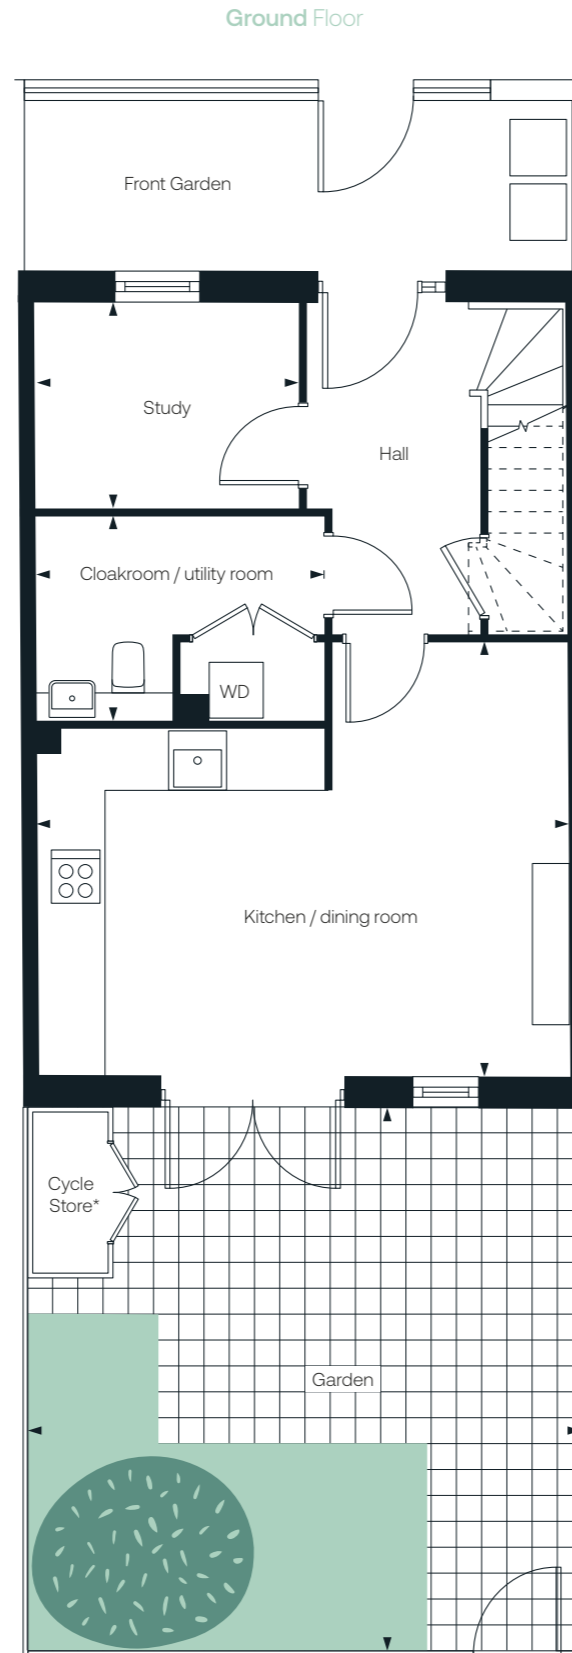 Ground Floor
Front Garden
Study
Hall
Cloakroom / utility room
WD
Kitchen / dining room
Cycle
Store*
Garden